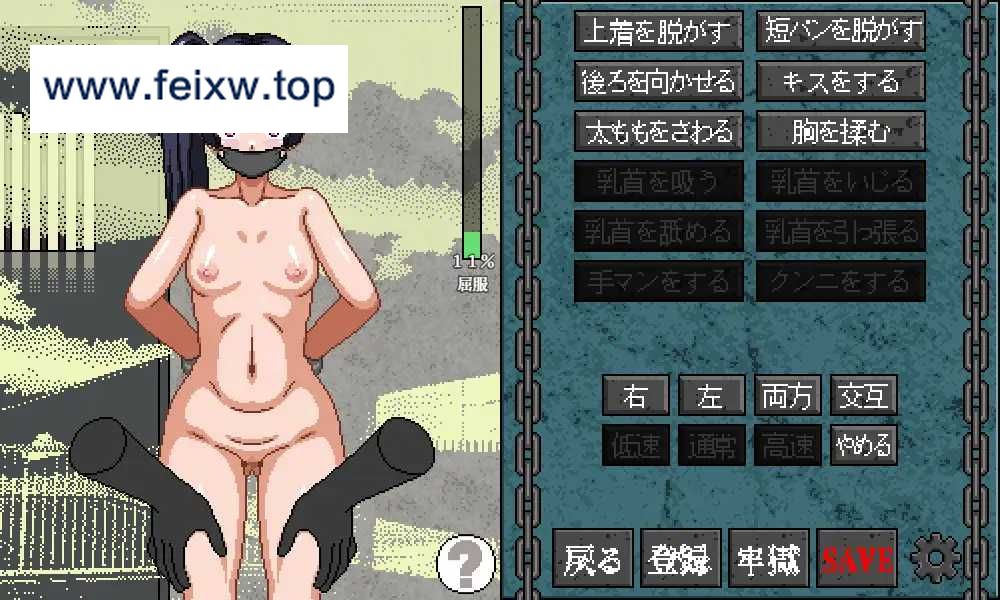 www.feixw.top
11%
屈服
上着を脱がす
短パンを脱がす
後ろを向かせる
キスをする
太ももをさわる
胸を揉む
乳首を吸う
乳首をいじる
乳首を舐める
乳首を引っ張る
手マンをする
クンニをする
右
左
両方
交互
低速
通常
高速
やめる
戻る
登録
牢獄
SAVE
?